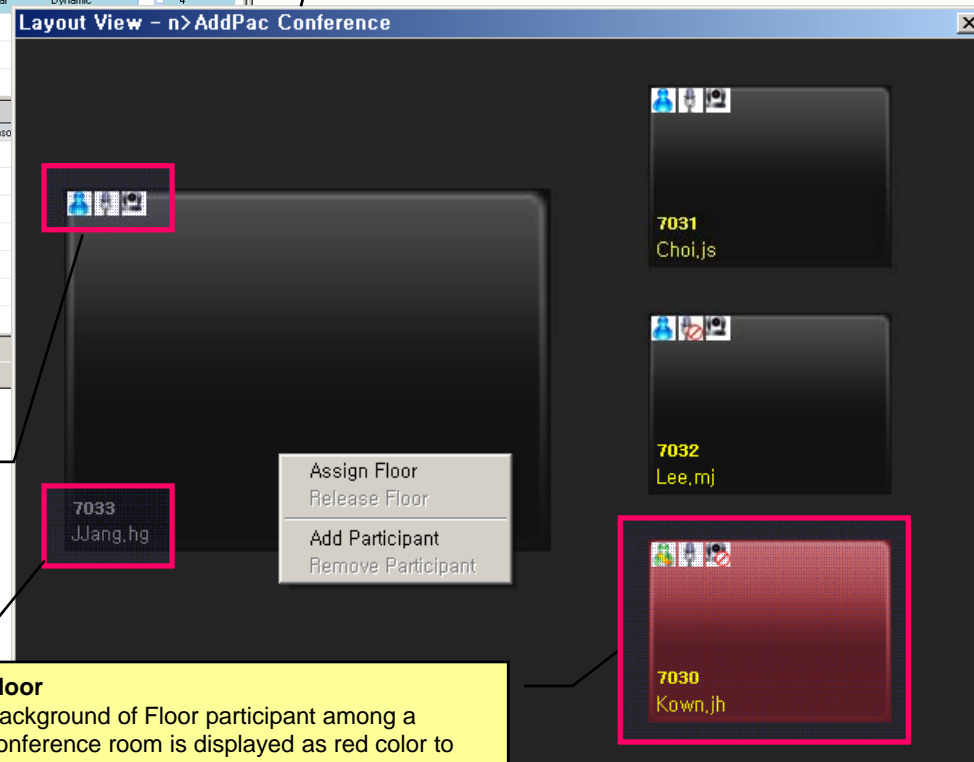 Dynamic
4
Layout View - n>AddPac Conference
7031
Choi,js
7032
Lee,mj
7033
JJang,hg
Assign Floor
Release Floor
Add Participant
Remove Participant
7030
Kown,jh
loor
ackground of Floor participant among a
onference room is displayed as red color to